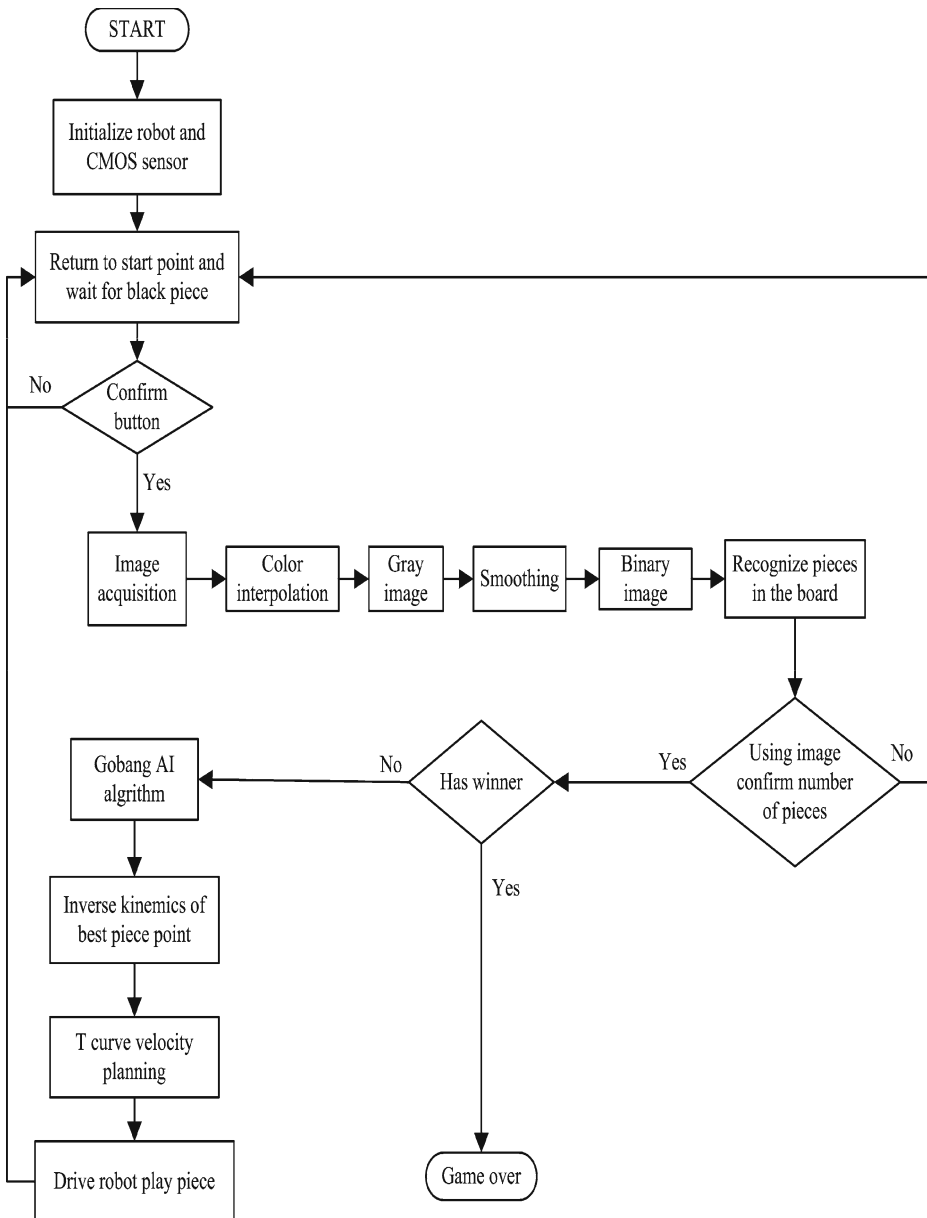 START
Initialize robot and
CMOS sensor
Return to start point and
wait for black piece
No
Confirm
button
Yes
Image
acquisition
Color
interpolation
Gray
image
Smoothing
Binary
image
Recognize pieces
in the board
Gobang AI
algrithm
No
Has winner
Yes
Using image
confirm number
of pieces
No
Yes
Inverse kinemics of
best piece point
T curve velocity
planning
Drive robot play piece
Game over